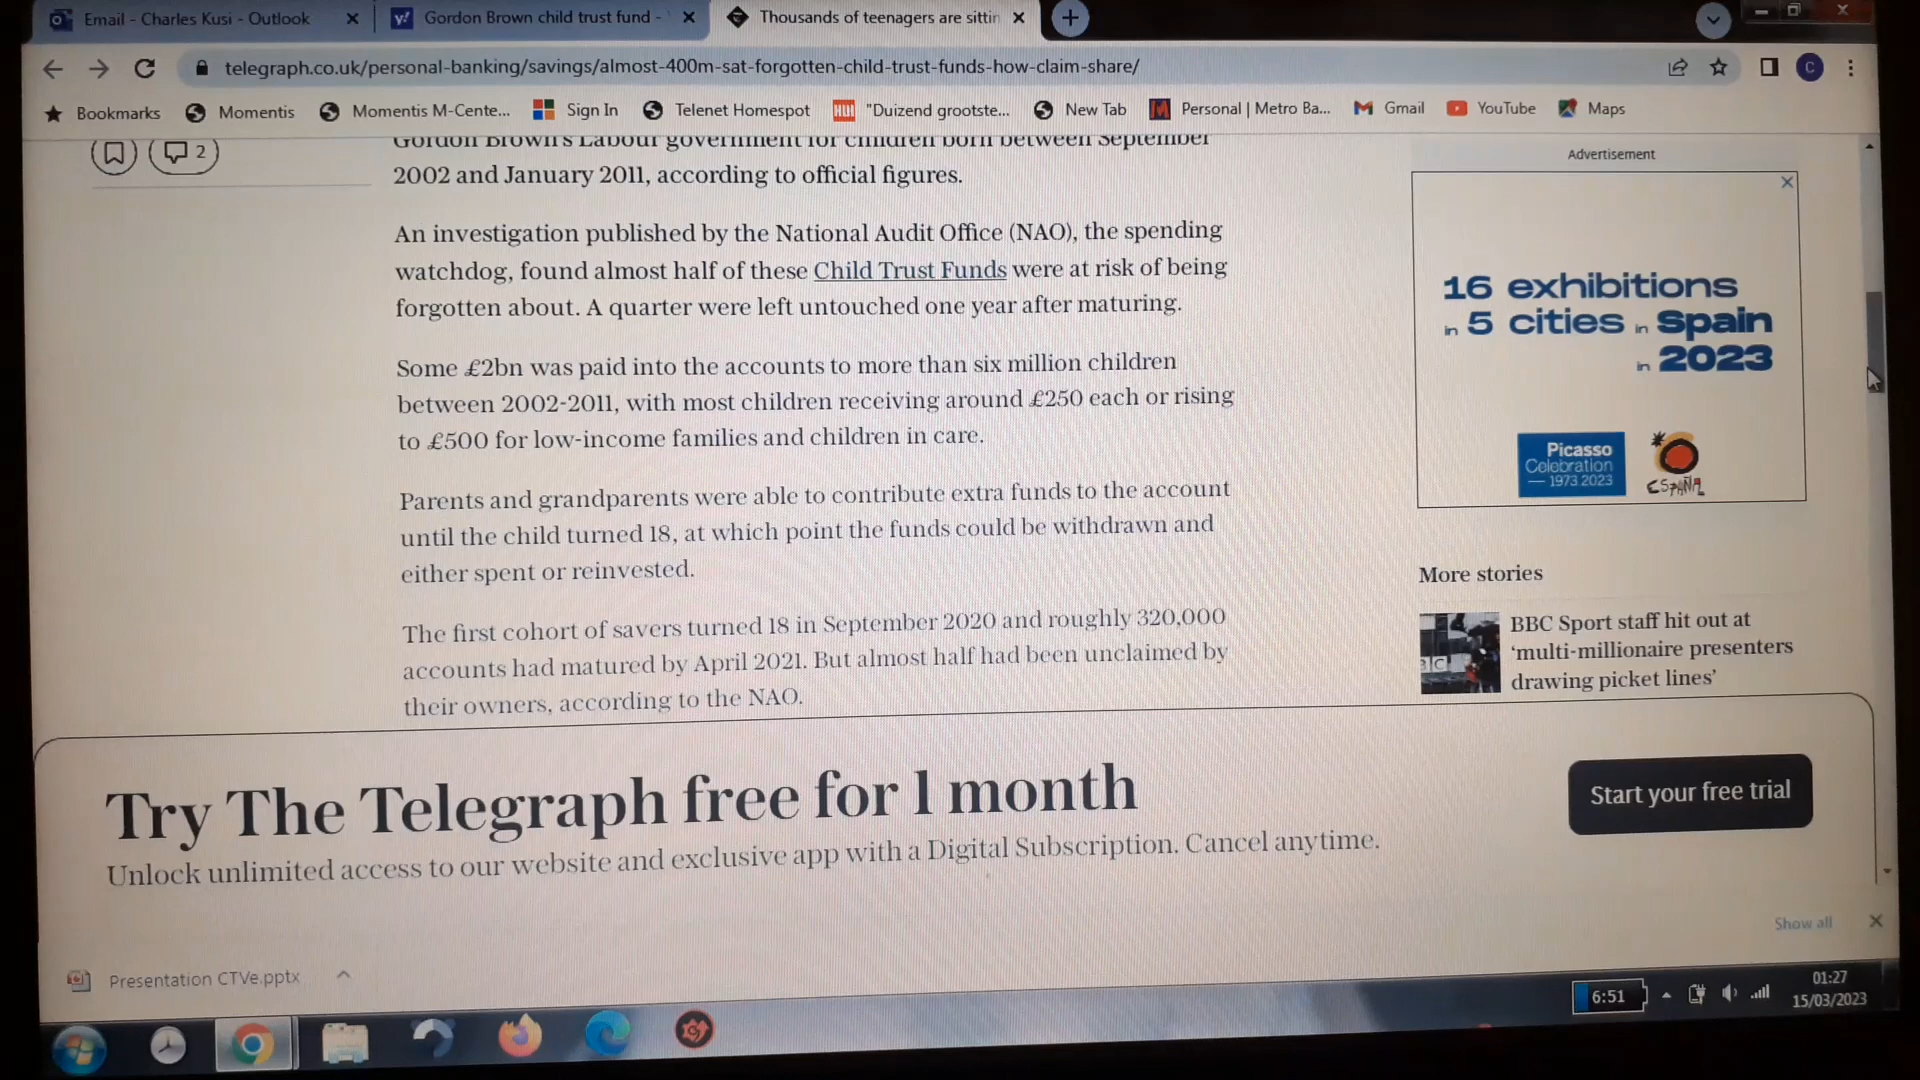 Email - Charles Kusi - Outlook
Gordon Brown child trust fund -
Thousands of teenagers are sittin
telegraph.co.uk/personal-banking/savings/almost-400m-sat-forgotten-child-trust-funds-how-claim-share/
C
Bookmarks
Momentis
Momentis M-Cente...
Sign In
Telenet Homespot
"Duizend grootste...
New Tab
Personal | Metro Ba...
Gmail
YouTube
Maps
2
Gordon Brown's Labour government for children born between September
2002 and January 2011, according to official figures.
An investigation published by the National Audit Office (NAO), the spending
watchdog, found almost half of these Child Trust Funds were at risk of being
forgotten about. A quarter were left untouched one year after maturing.
Some £2bn was paid into the accounts to more than six million children
between 2002-2011, with most children receiving around £250 each or rising
to £500 for low-income families and children in care.
Parents and grandparents were able to contribute extra funds to the account
until the child turned 18, at which point the funds could be withdrawn and
either spent or reinvested.
The first cohort of savers turned 18 in September 2020 and roughly 320,000
accounts had matured by April 2021. But almost half had been unclaimed by
their owners, according to the NAO.
Advertisement
16 exhibitions
in 5 cities in Spain
in 2023
Picasso
Celebration
— 1973 2023
ESPAÑA
More stories
BBC Sport staff hit out at
'multi-millionaire presenters
drawing picket lines'
Try The Telegraph free for 1 month
Unlock unlimited access to our website and exclusive app with a Digital Subscription. Cancel anytime.
Start your free trial
Show all
Presentation CTVe.pptx
6:51
01:27
15/03/2023